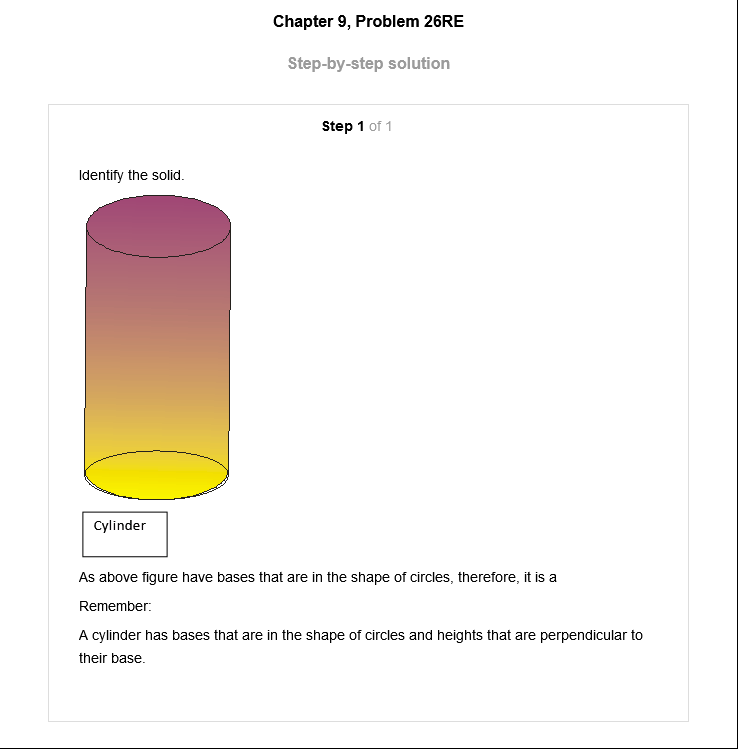 Chapter 9, Problem 26RE
Step-by-step solution
Step 1 of 1
Identify the solid.
Cylinder
As above figure have bases that are in the shape of circles, therefore, it is a
Remember:
A cylinder has bases that are in the shape of circles and heights that are perpendicular to
their base.